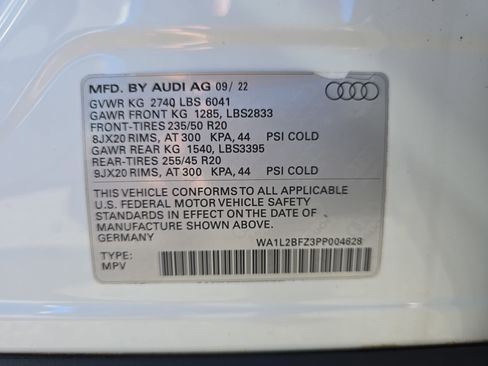 MFD. BY AUDI AG 09/ 22
GVWR KG 2740 LBS 6041
GAWR FRONT KG 1285, LBS2833
FRONT-TIRES 235/50 R20
8JX20 RIMS, AT 300 KPA, 44 PSI COLD
GAWR REAR KG 1540, LBS3395
REAR-TIRES 255/45 R20
9JX20 RIMS, AT 300 KPA, 44 PSI COLD
THIS VEHICLE CONFORMS TO ALL APPLICABLE
U.S. FEDERAL MOTOR VEHICLE SAFETY
STANDARDS IN EFFECT ON THE DATE OF
MANUFACTURE SHOWN ABOVE.
GERMANY WA1L2BFZ3PP004628
TYPE:
MPV